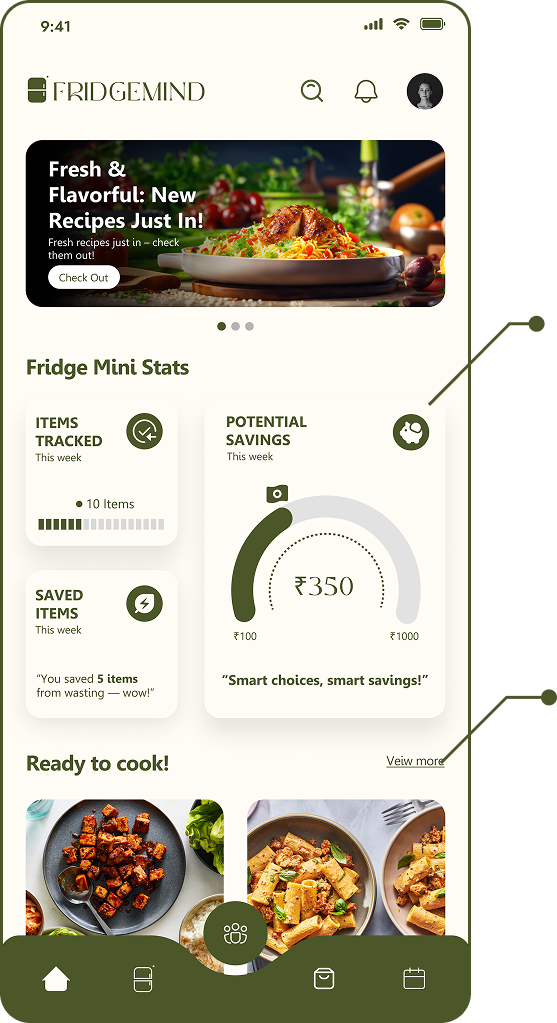 9:41
FRIDGEMIND
Fresh &
Flavorful: New
Recipes Just In!
Fresh recipes just in – check
them out!
Check Out
Fridge Mini Stats
ITEMS
TRACKED
This week
10 Items
POTENTIAL
SAVINGS
This week
₹350
₹100
₹1000
“Smart choices, smart savings!”
SAVED
ITEMS
This week
“You saved 5 items
from wasting — wow!”
Ready to cook!
Veiw more